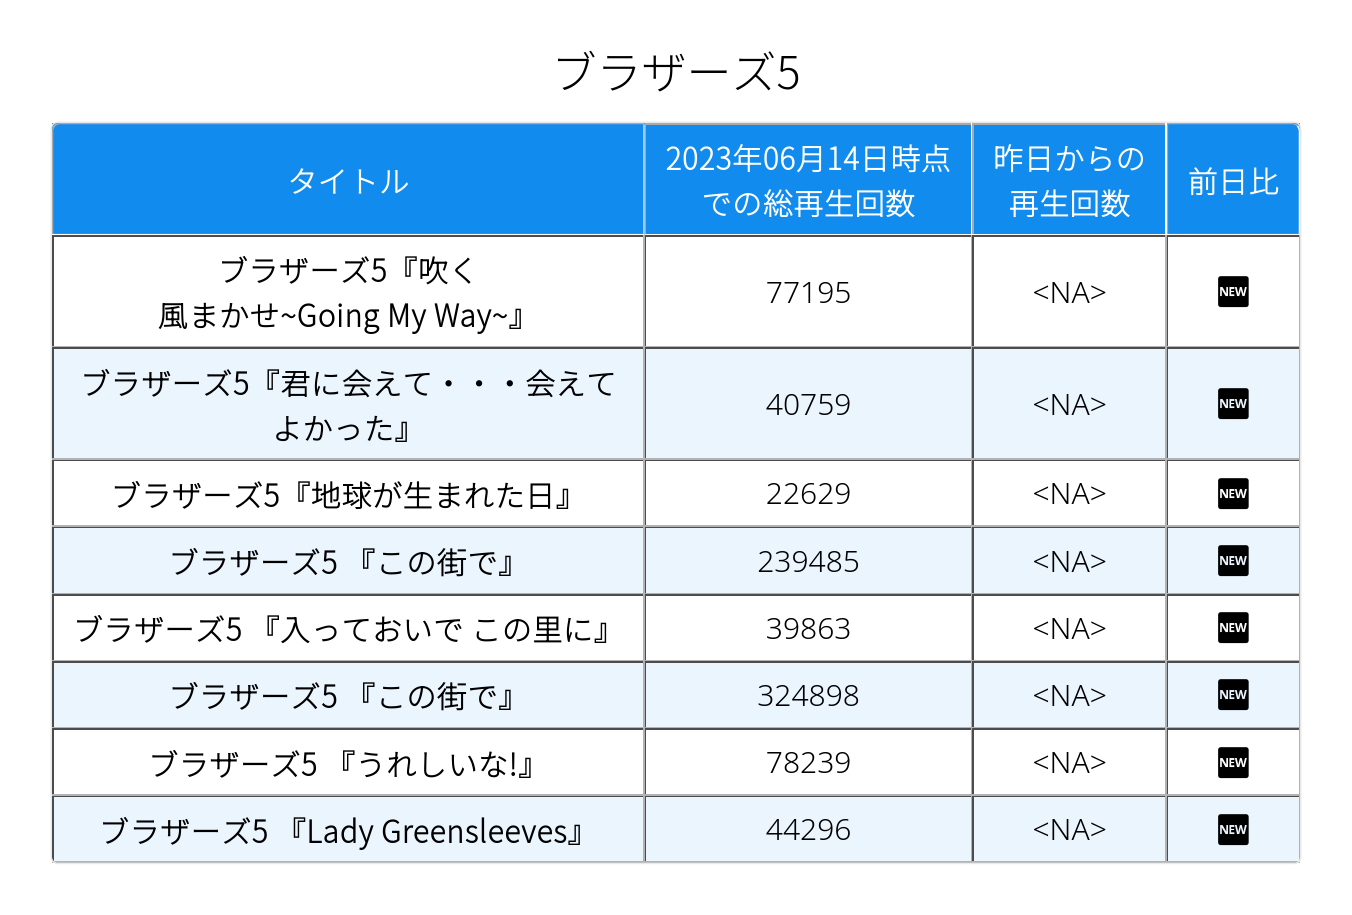 ブラザーズ5
タイトル
2023年06月14日時点
での総再生回数
昨日からの
再生回数
前日比
ブラザーズ5『吹く
風まかせ~Going My Way~』
77195
<NA>
NEW
ブラザーズ5『君に会えて・・・会えて
よかった』
40759
<NA>
NEW
ブラザーズ5『地球が生まれた日』
22629
<NA>
NEW
ブラザーズ5 『この街で』
239485
<NA>
NEW
ブラザーズ5 『入っておいで この里に』
39863
<NA>
NEW
ブラザーズ5 『この街で』
324898
<NA>
NEW
ブラザーズ5 『うれしいな!』
78239
<NA>
NEW
ブラザーズ5 『Lady Greensleeves』
44296
<NA>
NEW